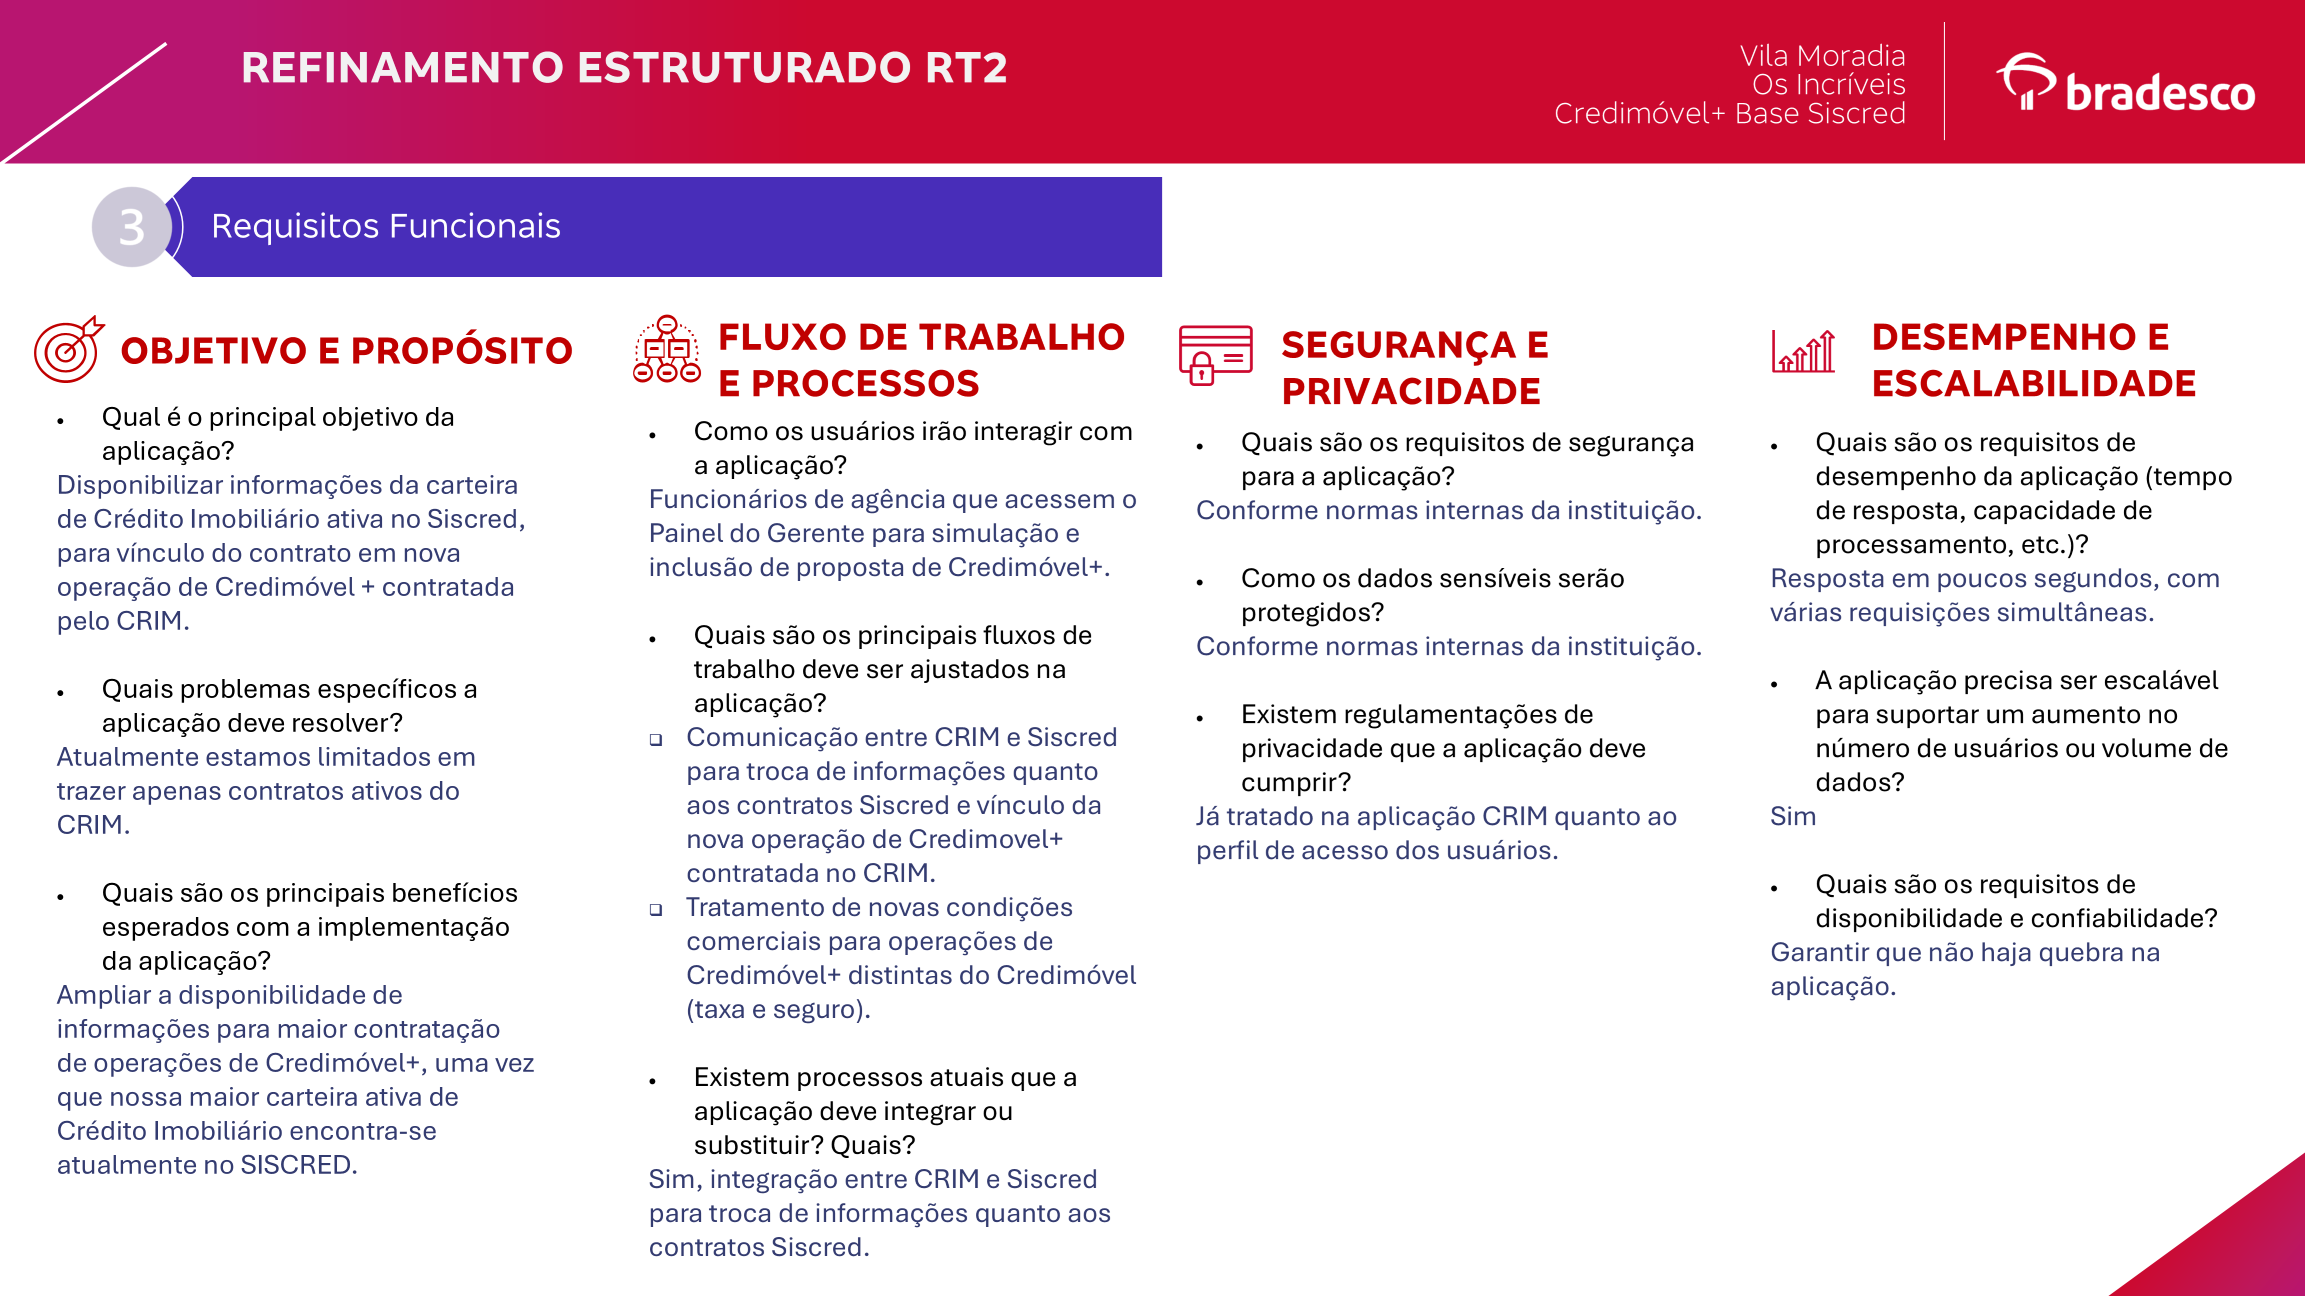 REFINAMENTO ESTRUTURADO RT2
Vila Moradia
Os Incríveis
Credimóvel+ Base Siscred
bradesco
3
Requisitos Funcionais
OBJETIVO E PROPÓSITO
• Qual é o principal objetivo da
aplicação?
Disponibilizar informações da carteira
de Crédito Imobiliário ativa no Siscred,
para vínculo do contrato em nova
operação de Credimóvel + contratada
pelo CRIM.
• Quais problemas específicos a
aplicação deve resolver?
Atualmente estamos limitados em
trazer apenas contratos ativos do
CRIM.
• Quais são os principais benefícios
esperados com a implementação
da aplicação?
Ampliar a disponibilidade de
informações para maior contratação
de operações de Credimóvel+, uma vez
que nossa maior carteira ativa de
Crédito Imobiliário encontra-se
atualmente no SISCRED.
FLUXO DE TRABALHO
E PROCESSOS
• Como os usuários irão interagir com
a aplicação?
Funcionários de agência que acessem o
Painel do Gerente para simulação e
inclusão de proposta de Credimóvel+.
• Quais são os principais fluxos de
trabalho deve ser ajustados na
aplicação?
❑ Comunicação entre CRIM e Siscred
para troca de informações quanto
aos contratos Siscred e vínculo da
nova operação de Credimovel+
contratada no CRIM.
❑ Tratamento de novas condições
comerciais para operações de
Credimóvel+ distintas do Credimóvel
(taxa e seguro).
• Existem processos atuais que a
aplicação deve integrar ou
substituir? Quais?
Sim, integração entre CRIM e Siscred
para troca de informações quanto aos
contratos Siscred.
SEGURANÇA E
PRIVACIDADE
• Quais são os requisitos de segurança
para a aplicação?
Conforme normas internas da instituição.
• Como os dados sensíveis serão
protegidos?
Conforme normas internas da instituição.
• Existem regulamentações de
privacidade que a aplicação deve
cumprir?
Já tratado na aplicação CRIM quanto ao
perfil de acesso dos usuários.
DESEMPENHO E
ESCALABILIDADE
• Quais são os requisitos de
desempenho da aplicação (tempo
de resposta, capacidade de
processamento, etc.)?
Resposta em poucos segundos, com
várias requisições simultâneas.
• A aplicação precisa ser escalável
para suportar um aumento no
número de usuários ou volume de
dados?
Sim
• Quais são os requisitos de
disponibilidade e confiabilidade?
Garantir que não haja quebra na
aplicação.